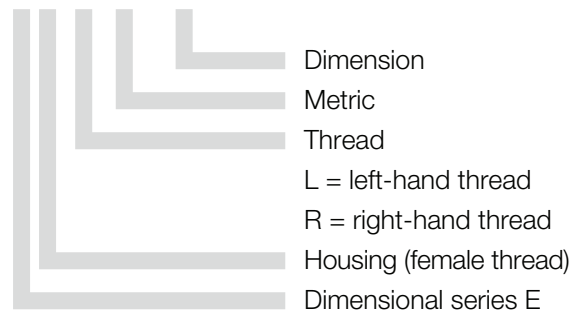 Dimension
Metric
Thread
L = left-hand thread
R = right-hand thread
Housing (female thread)
Dimensional series E